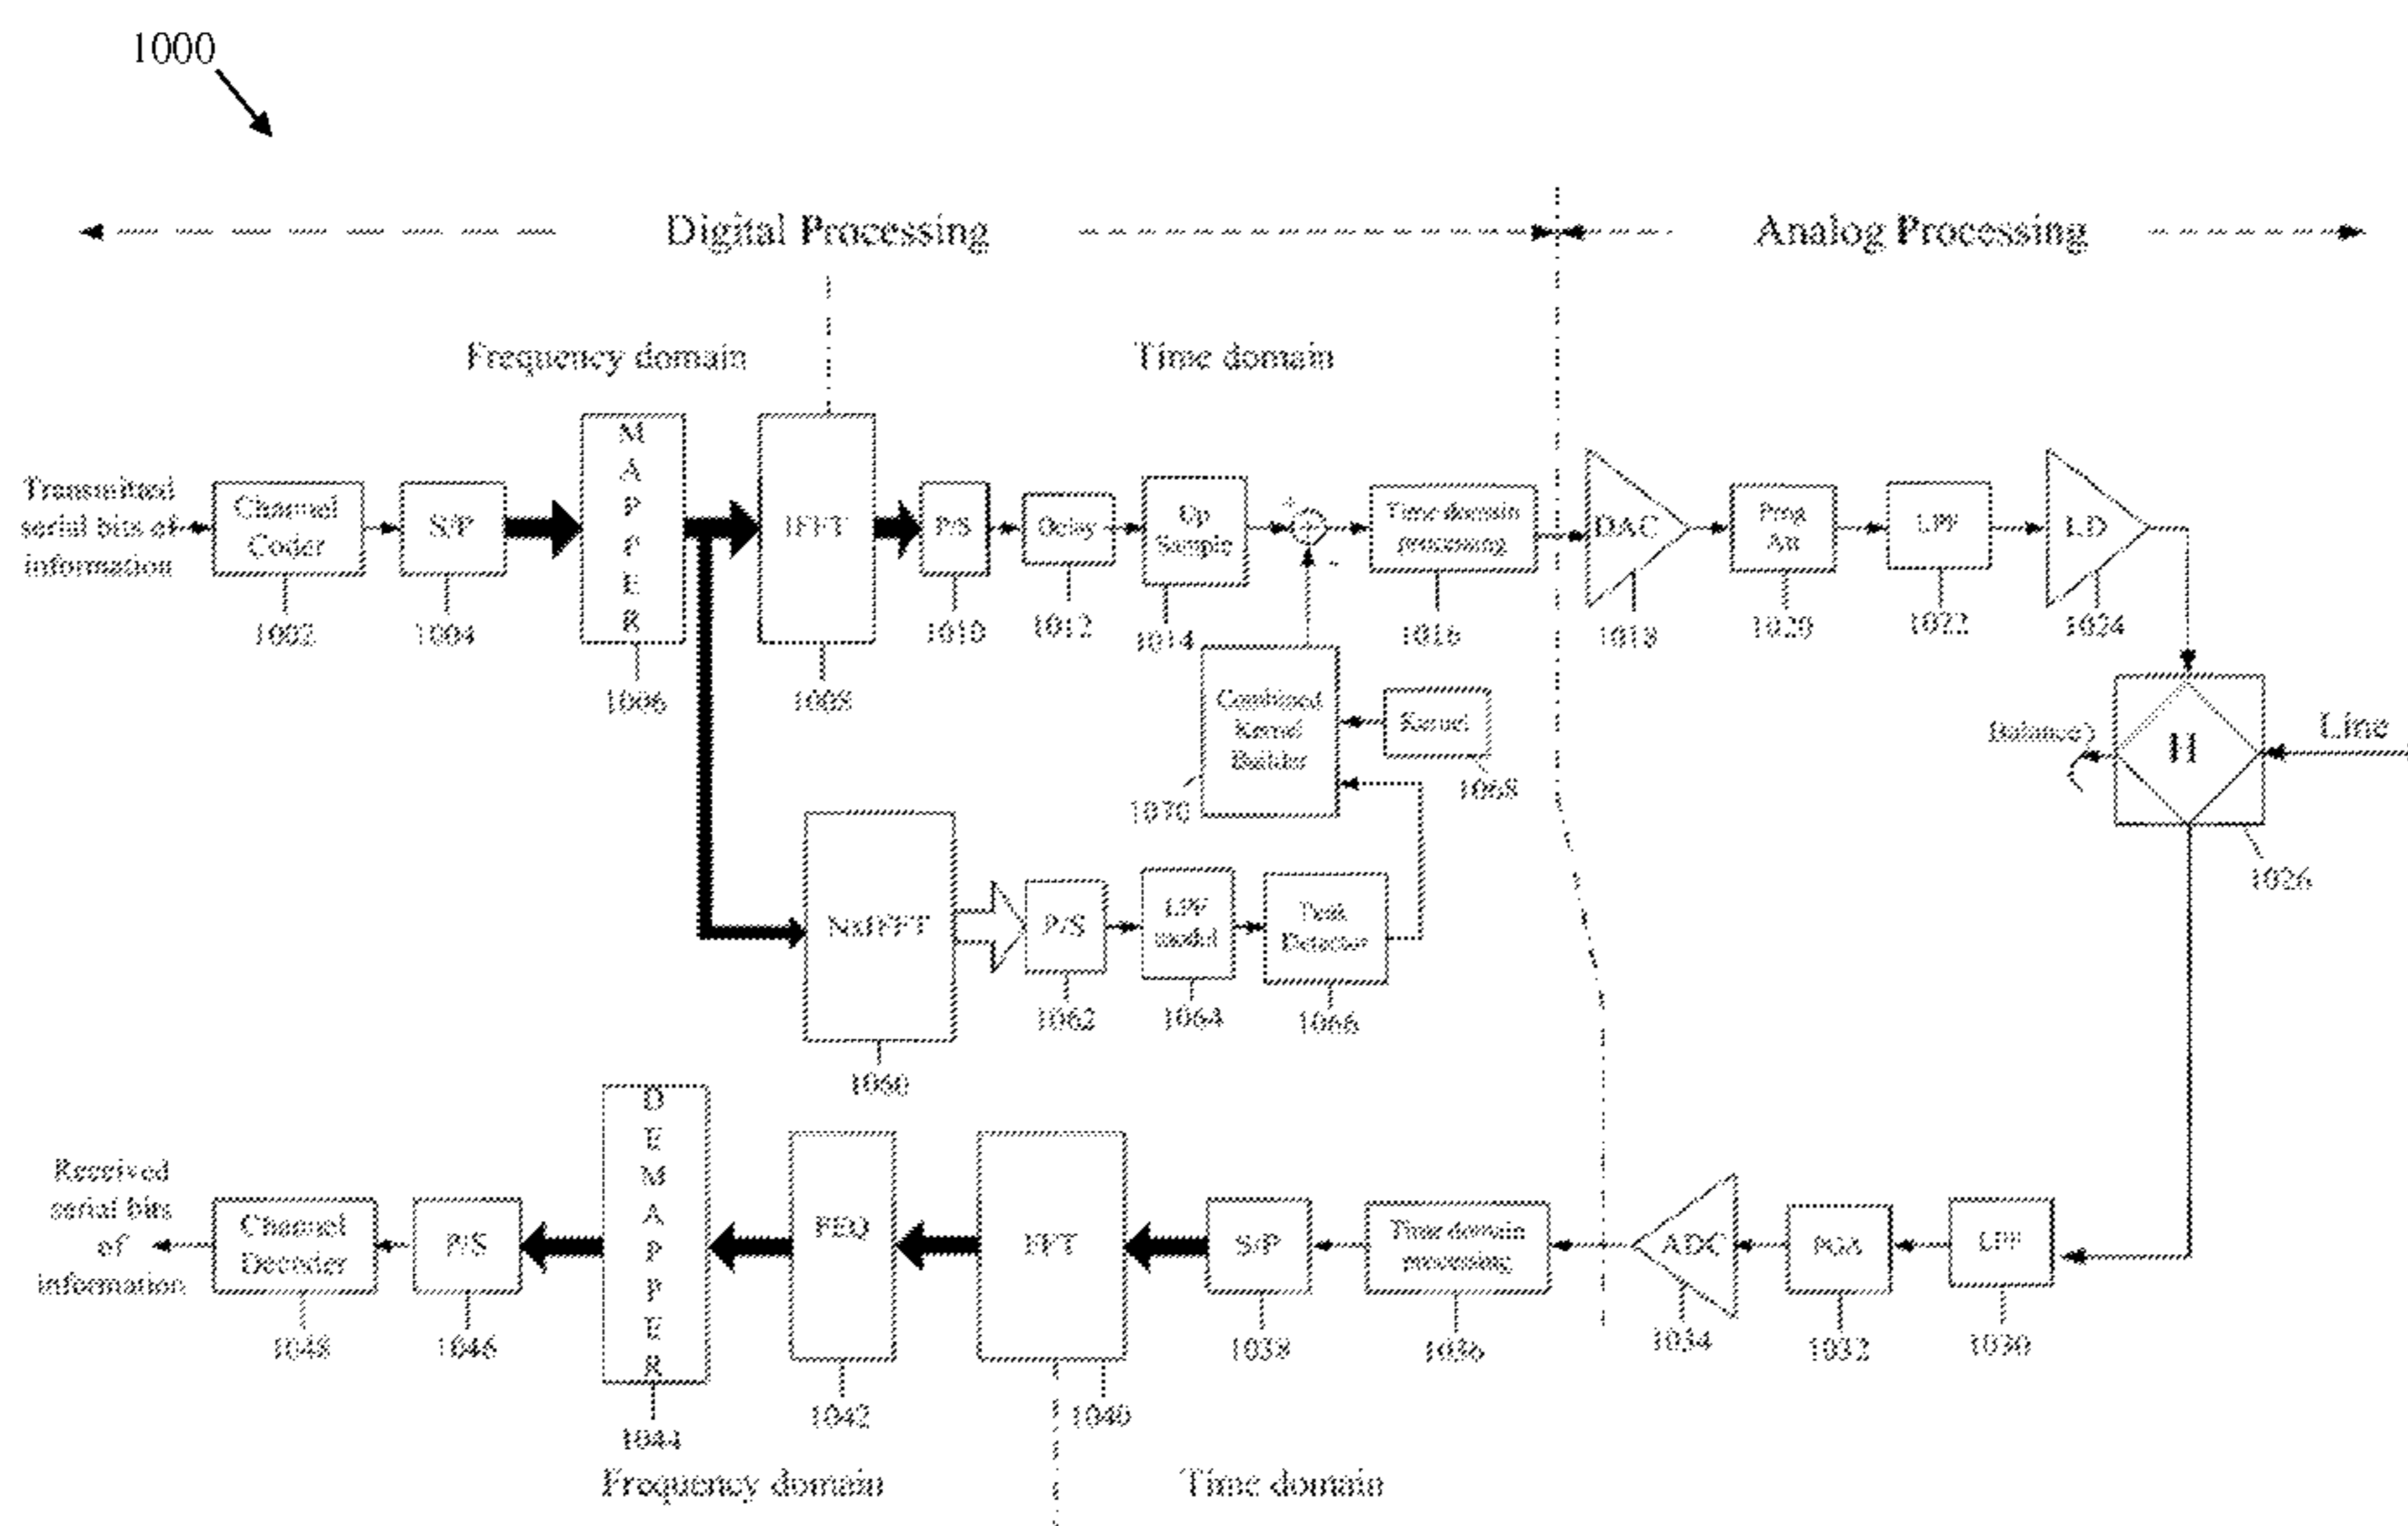 1000
Digital Processing
Analog Processing
Frequency domain
Time domain
Transmitted
serial bits of
information
Channel
Coder
S/P
M
A
P
P
E
R
IFFT
P/S
Delay
Up
Sample
+
-
Time domain
processing
DAC
Prog
Att
LPF
LD
1002
1004
1006
1008
1010
1012
1014
1016
1018
1020
1022
1024
Combined
Kernel
Builder
Kernel
1070
1068
Balance
H
Line
1026
NxIFFT
P/S
LPF
model
Peak
Detector
1060
1062
1064
1066
Received
serial bits
of
information
Channel
Decoder
P/S
D
E
M
A
P
P
E
R
FEQ
FFT
S/P
Time domain
processing
ADC
PGA
LPF
1048
1046
1044
1042
1040
1038
1036
1034
1032
1030
Frequency domain
Time domain